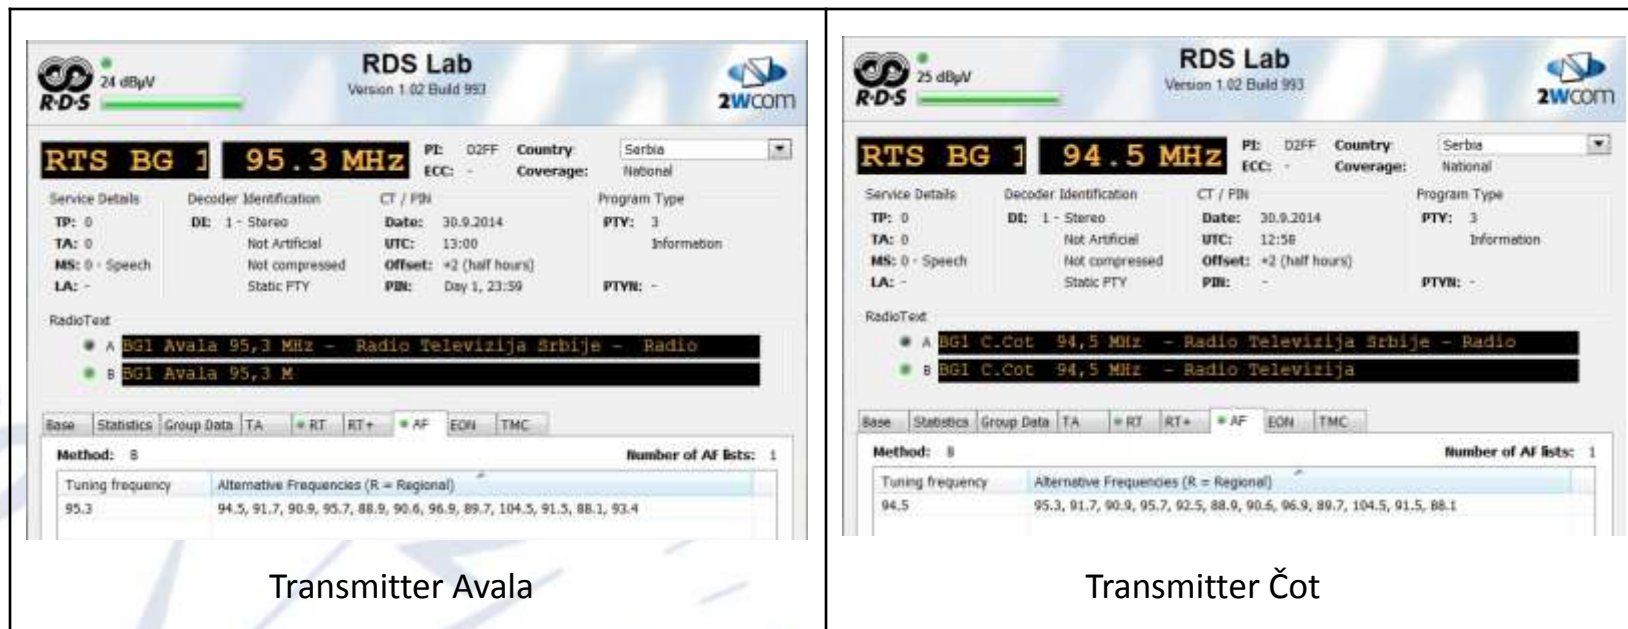 RDS Lab
Version 1.02 Build 993
R·D·S
24 dBµV
2wcom
RTS BG 1
95.3 MHz
PI: D2FF
Country: Serbia
ECC: -
Coverage: National
Service Details
Decoder Identification
CT / PIN
Program Type
TP: 0
DI: 1 - Stereo
Date: 30.9.2014
PTY: 3
TA: 0
Not Artificial
UTC: 13:00
Information
MS: 0 - Speech
Not compressed
Offset: +2 (half hours)
LA: -
Static PTY
PIN: Day 1, 23:59
PTYN: -
RadioText
A BG1 Avala 95,3 MHz - Radio Televizija Srbije - Radio
B BG1 Avala 95,3 M
Base Statistics Group Data TA RT RT+ AF EON TMC
Method: B
Number of AF lists: 1
Tuning frequency
Alternative Frequencies (R = Regional)
95.3
94.5, 91.7, 90.9, 95.7, 88.9, 90.6, 96.9, 89.7, 104.5, 91.5, 88.1, 93.4
Transmitter Avala
RDS Lab
Version 1.02 Build 993
R·D·S
25 dBµV
2wcom
RTS BG 1
94.5 MHz
PI: D2FF
Country: Serbia
ECC: -
Coverage: National
Service Details
Decoder Identification
CT / PIN
Program Type
TP: 0
DI: 1 - Stereo
Date: 30.9.2014
PTY: 3
TA: 0
Not Artificial
UTC: 12:58
Information
MS: 0 - Speech
Not compressed
Offset: +2 (half hours)
LA: -
Static PTY
PIN: -
PTYN: -
RadioText
A BG1 C.Cot 94,5 MHz - Radio Televizija Srbije - Radio
B BG1 C.Cot 94,5 MHz - Radio Televizija
Base Statistics Group Data TA RT RT+ AF EON TMC
Method: B
Number of AF lists: 1
Tuning frequency
Alternative Frequencies (R = Regional)
94.5
95.3, 91.7, 90.9, 95.7, 92.5, 88.9, 90.6, 96.9, 89.7, 104.5, 91.5, 88.1
Transmitter Čot